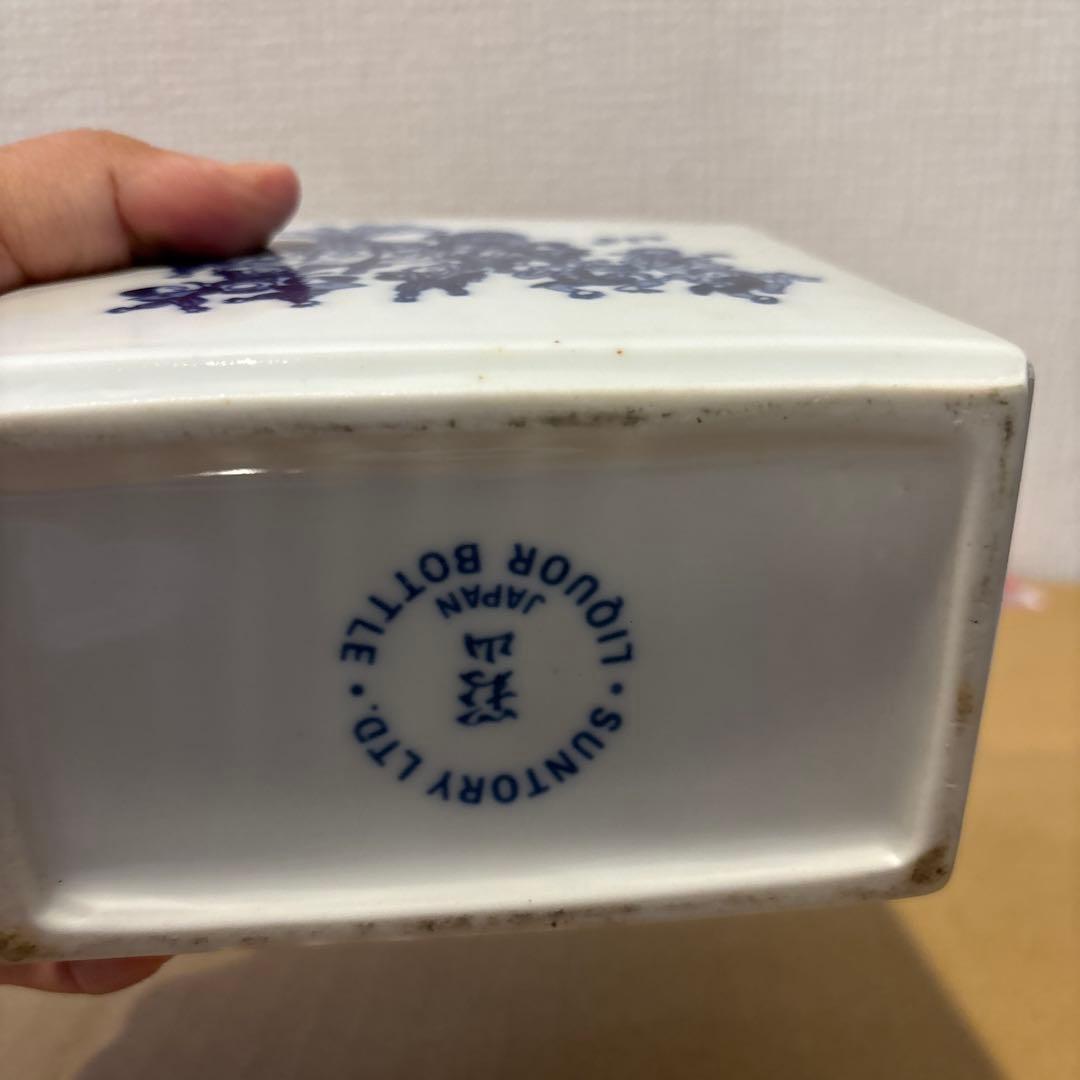 SUNTORY LTD. • LIQUOR BOTTLE •
JAPAN